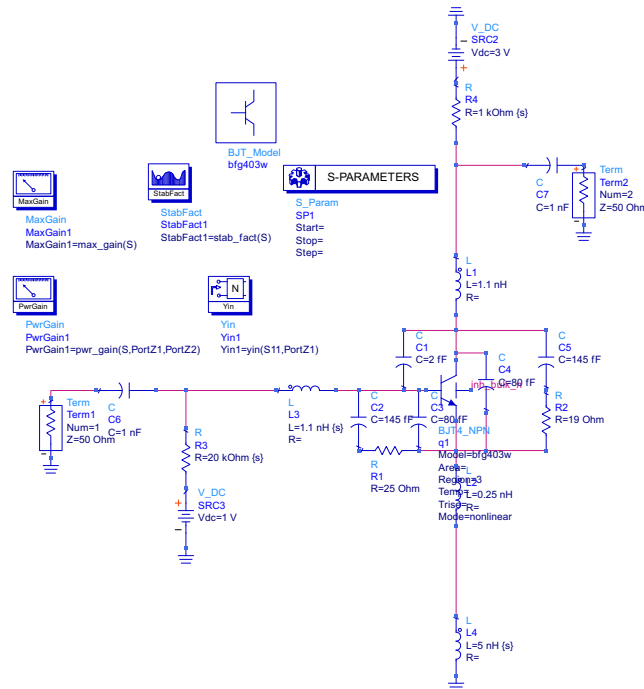 V_DC
SRC2
Vdc=3 V
R
R4
R=1 kOhm {s}
BJT_Model
bfg403w
Term
Term2
Num=2
Z=50 Ohm
C
C7
C=1 nF
MaxGain
MaxGain
MaxGain1
MaxGain1=max_gain(S)
StabFact
StabFact
StabFact1
StabFact1=stab_fact(S)
S-PARAMETERS
S_Param
SP1
Start=
Stop=
Step=
L
L1
L=1.1 nH
R=
PwrGain
PwrGain
PwrGain1
PwrGain1=pwr_gain(S,PortZ1,PortZ2)
N
Yin
Yin
Yin1
Yin1=yin(S11,PortZ1)
C
C1
C=2 fF
C
C5
C=145 fF
C
C4
C=80 fF
Term
Term1
Num=1
Z=50 Ohm
C
C6
C=1 nF
L
L3
L=1.1 nH {s}
R=
C
C2
C=145 fF
C
C3
C=80 fF
R
R2
R=19 Ohm
R
R3
R=20 kOhm {s}
R
R1
R=25 Ohm
BJT4_NPN
q1
Model=bfg403w
Area=
Region=3
Temp=
Trise=
Mode=nonlinear
L
L2
L=0.25 nH
R=
V_DC
SRC3
Vdc=1 V
L
L4
L=5 nH {s}
R=